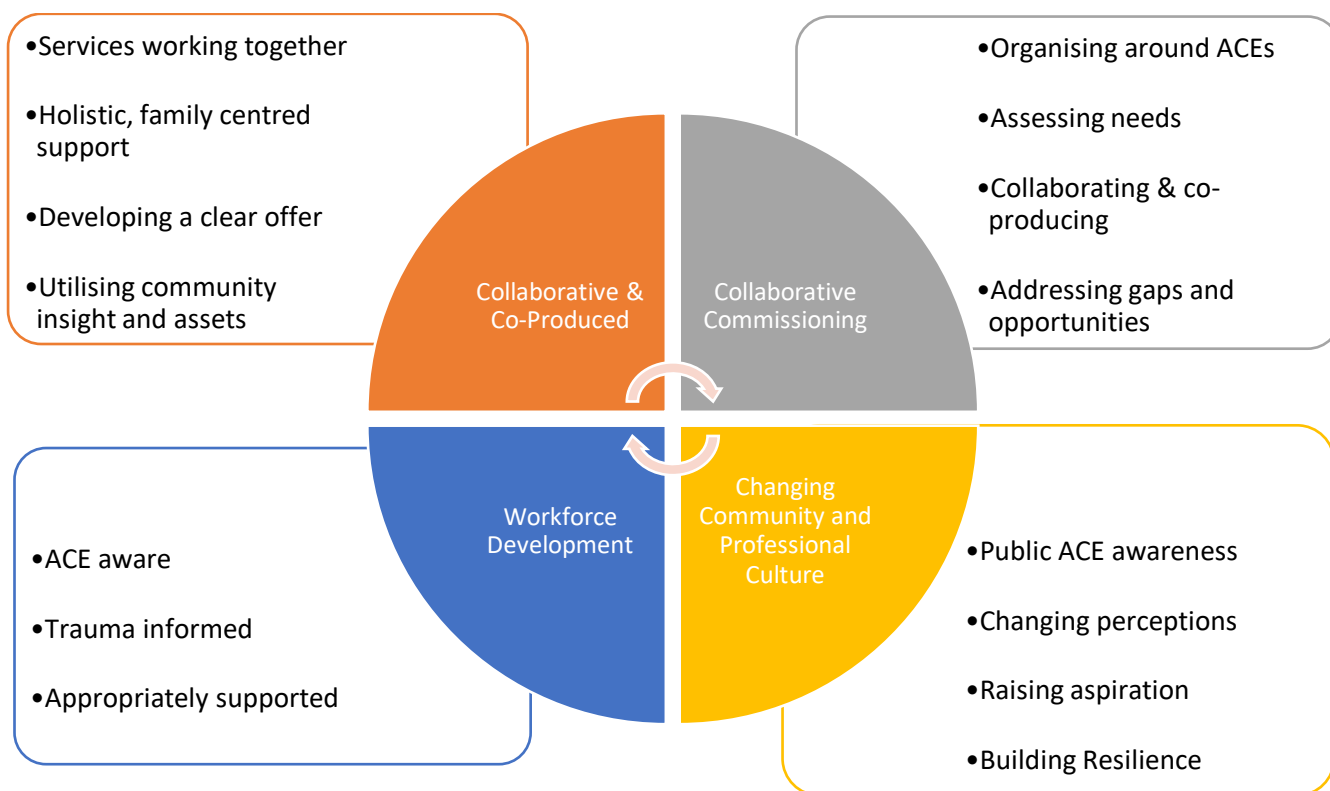 •Services working together
•Holistic, family centred
support
•Developing a clear offer
•Utilising community
insight and assets
•Organising around ACEs
•Assessing needs
•Collaborating & co-
producing
•Addressing gaps and
opportunities
Collaborative &
Co-Produced
Collaborative
Commissioning
Workforce
Development
Changing
Community and
Professional
Culture
•ACE aware
•Trauma informed
•Appropriately supported
•Public ACE awareness
•Changing perceptions
•Raising aspiration
•Building Resilience